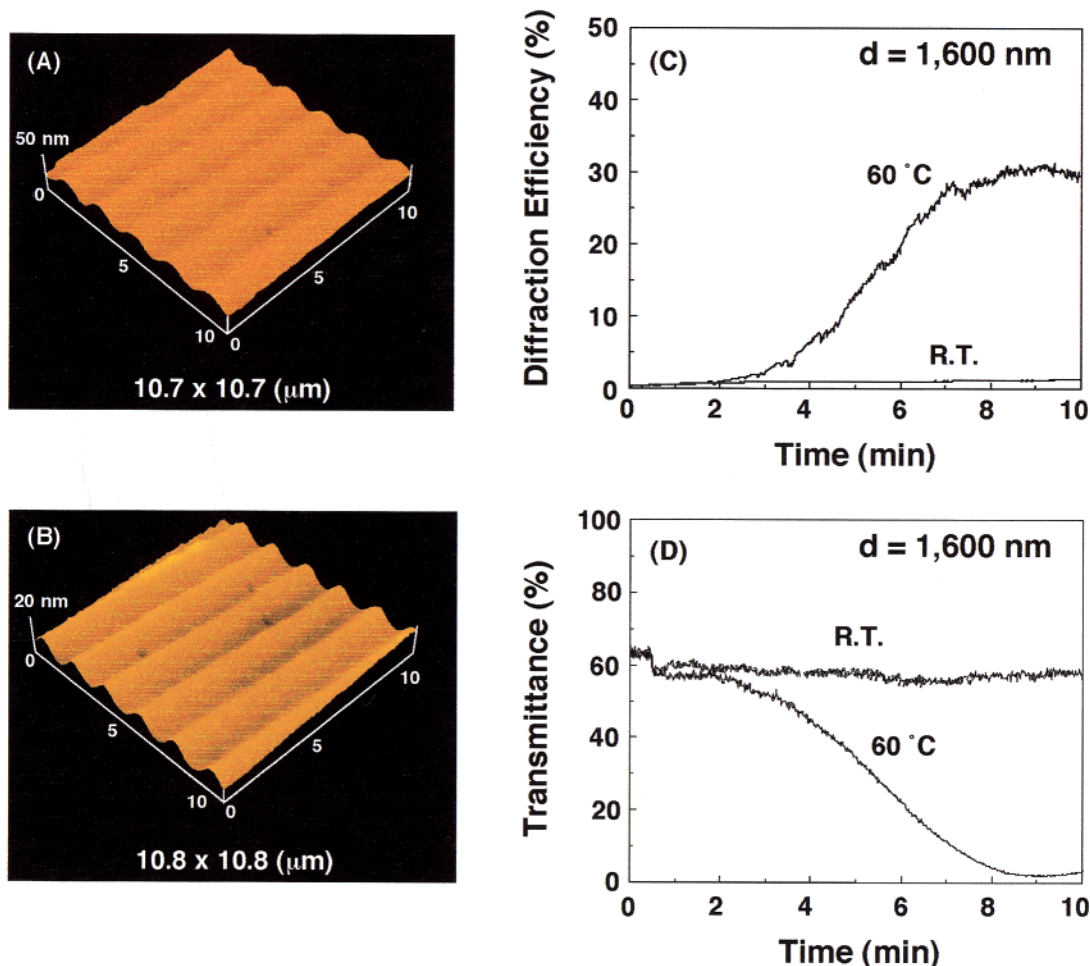 (A)
50 nm
0
5
10
0
5
10
10.7 x 10.7 (μm)
(B)
20 nm
0
5
10
0
5
10
10.8 x 10.8 (μm)
(C)
d = 1,600 nm
60 °C
R.T.
Diffraction Efficiency (%)
50
40
30
20
10
0
0 2 4 6 8 10
Time (min)
(D)
d = 1,600 nm
R.T.
60 °C
Transmittance (%)
100
80
60
40
20
0
0 2 4 6 8 10
Time (min)